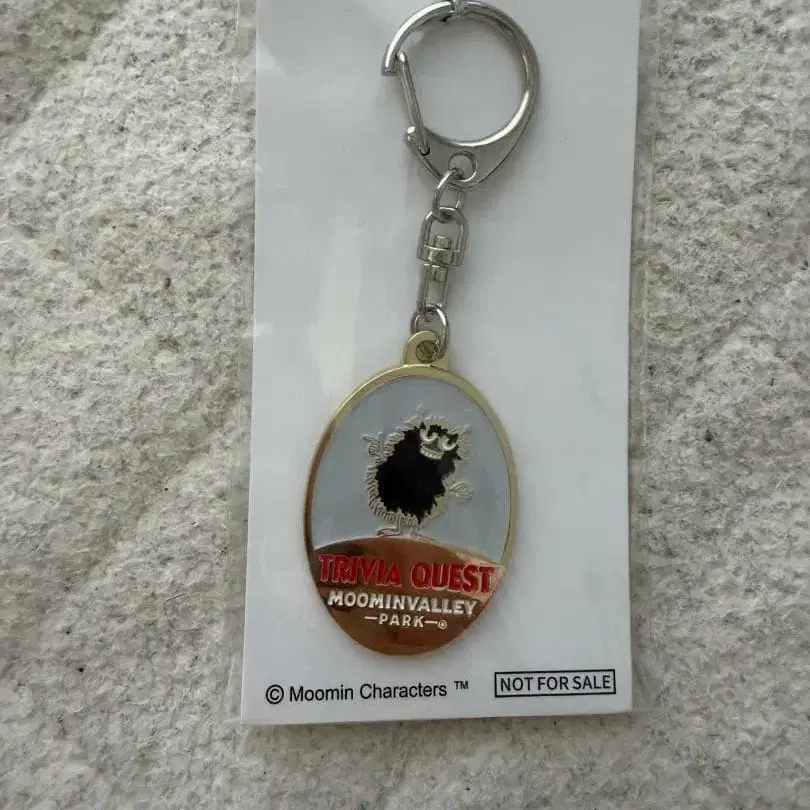 TRIVIA QUEST
MOOMINVALLEY
—PARK—©
© Moomin Characters ™
NOT FOR SALE